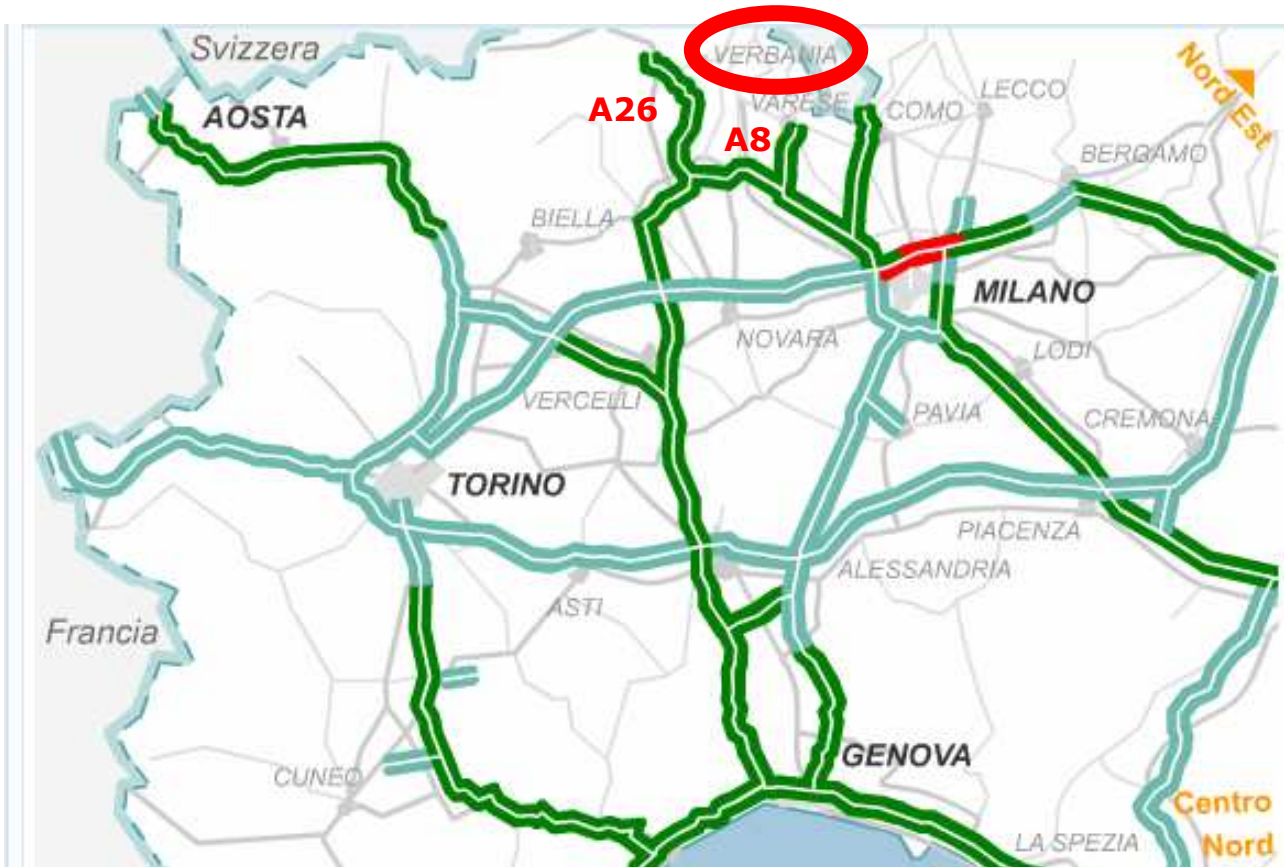 Svizzera
VERBANIA
Nord Est
A26
VARESE
LECCO
AOSTA
COMO
A8
BERGAMO
BIELLA
MILANO
NOVARA
LODI
VERCELLI
PAVIA
CREMONA
TORINO
PIACENZA
ALESSANDRIA
ASTI
Francia
GENOVA
CUNEO
Centro
Nord
LA SPEZIA